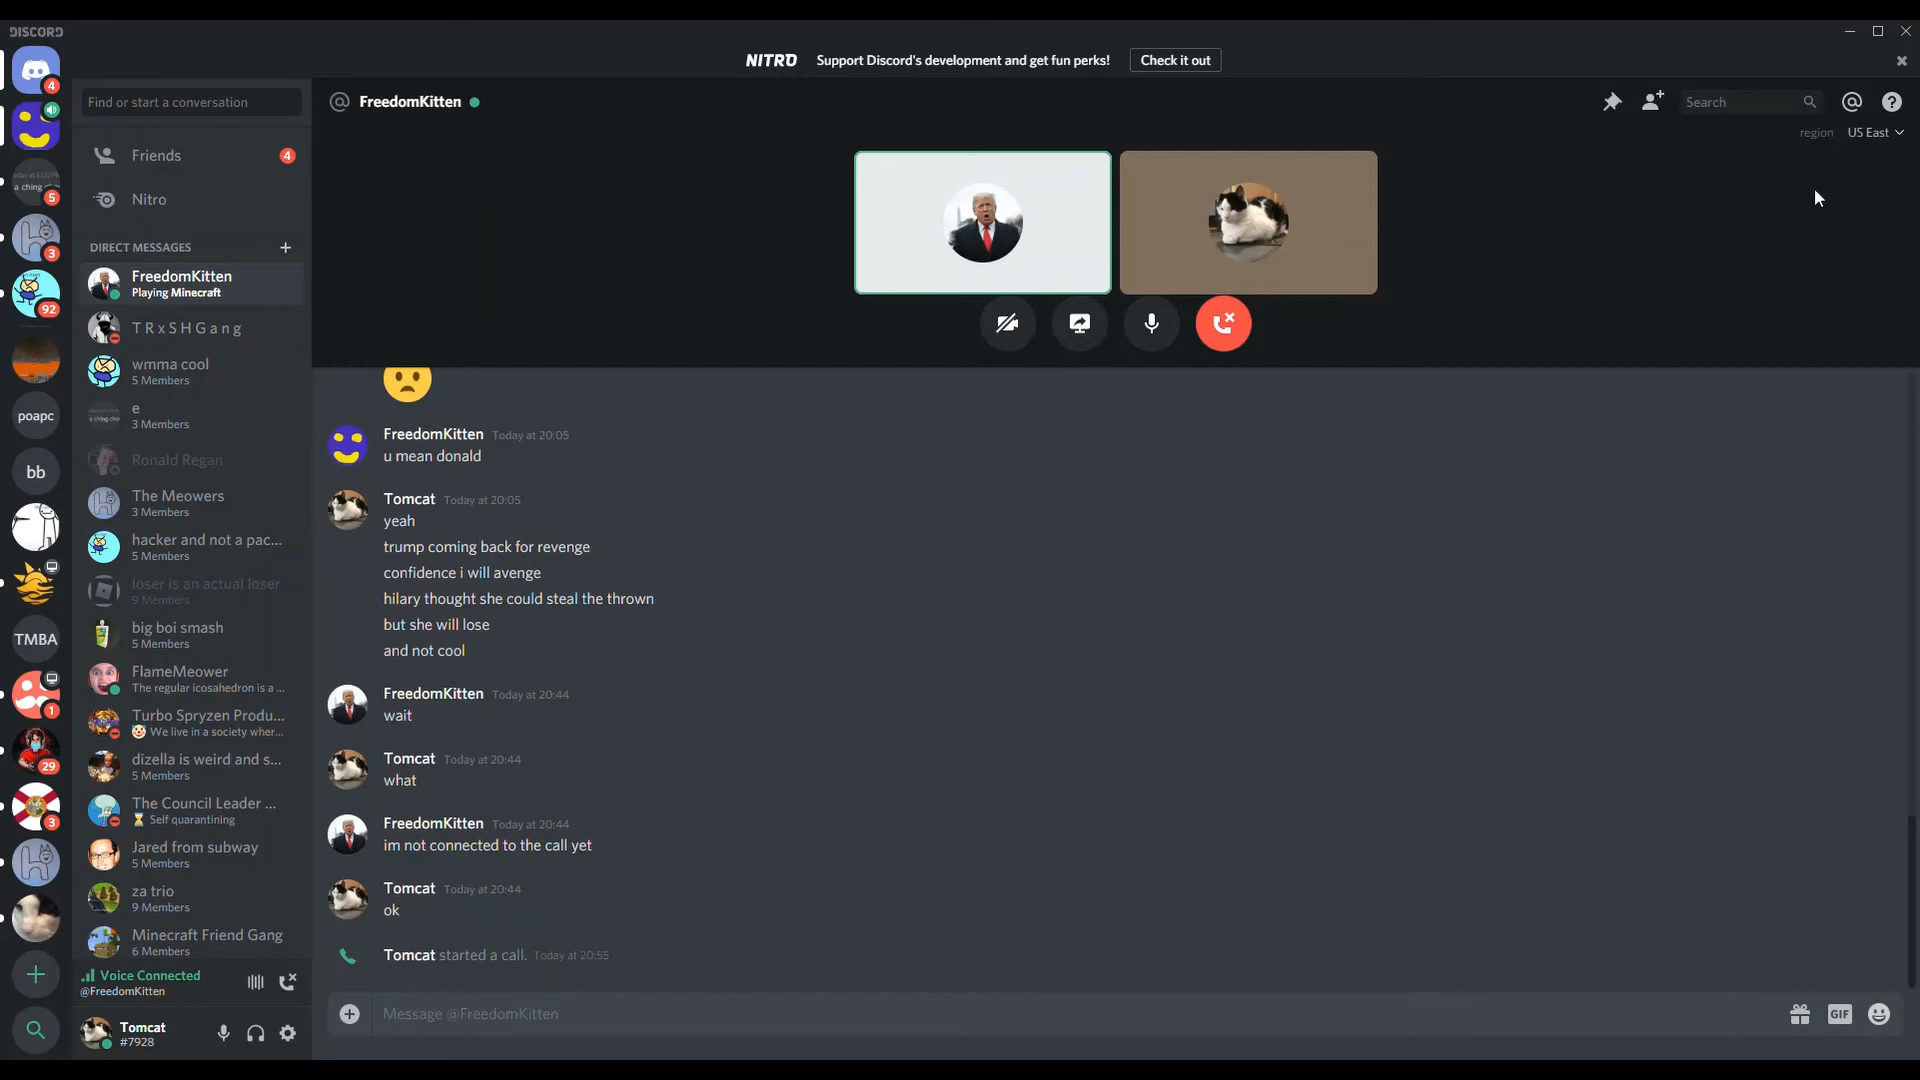 DISCORD
NITRO Support Discord's development and get fun perks! Check it out
4
Find or start a conversation
FreedomKitten
Search
region US East
Friends 4
Nitro
5
3
92
poapc
bb
TMBA
1
29
3
DIRECT MESSAGES
FreedomKitten
Playing Minecraft
T R x S H G a n g
wmma cool
5 Members
e
3 Members
Ronald Regan
The Meowers
3 Members
hacker and not a pac...
5 Members
loser is an actual loser
9 Members
big boi smash
5 Members
FlameMeower
The regular icosahedron is a ...
Turbo Spryzen Produ...
We live in a society wher...
dizella is weird and s...
5 Members
The Council Leader ...
Self quarantining
Jared from subway
5 Members
za trio
9 Members
Minecraft Friend Gang
6 Members
Voice Connected
@FreedomKitten
Tomcat
#7928
FreedomKitten Today at 20:05
u mean donald
Tomcat Today at 20:05
yeah
trump coming back for revenge
confidence i will avenge
hilary thought she could steal the thrown
but she will lose
and not cool
FreedomKitten Today at 20:44
wait
Tomcat Today at 20:44
what
FreedomKitten Today at 20:44
im not connected to the call yet
Tomcat Today at 20:44
ok
Tomcat started a call. Today at 20:55
Message @FreedomKitten
GIF